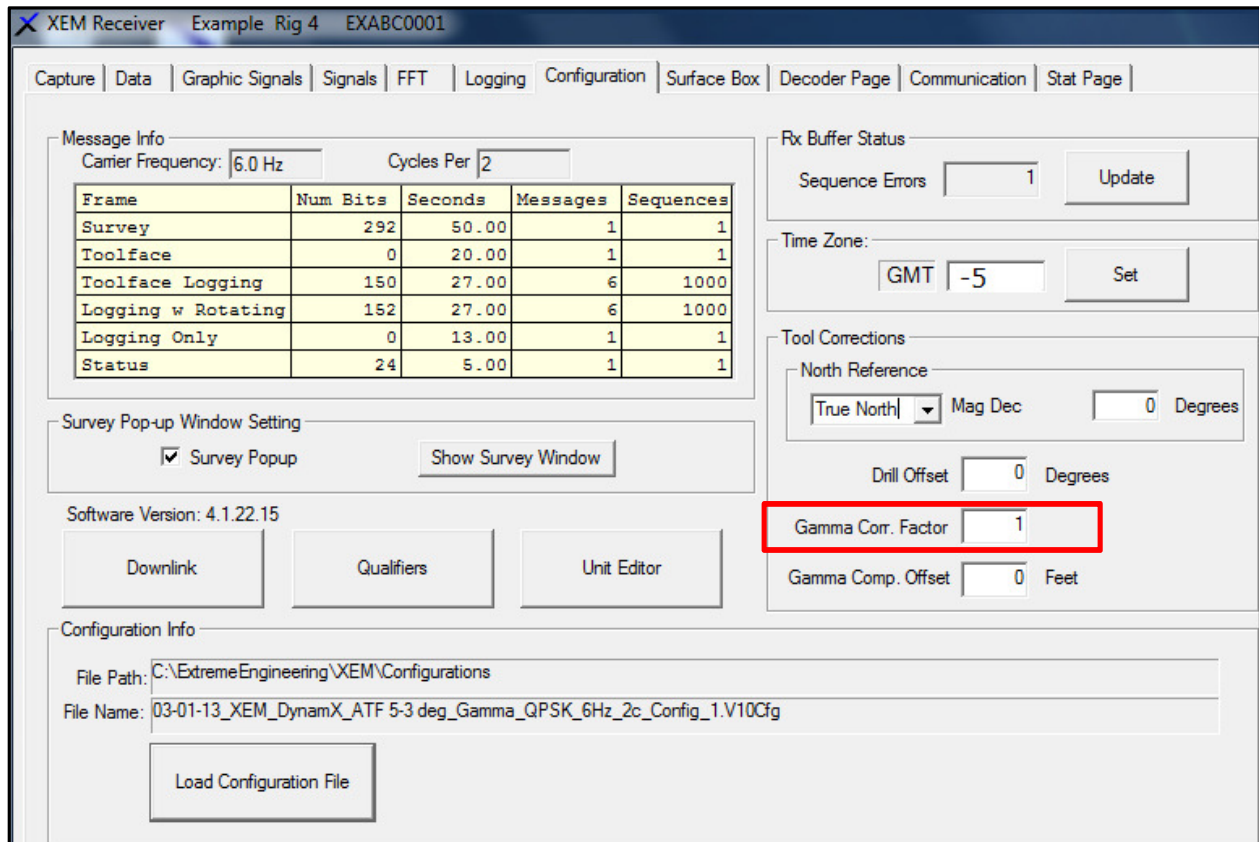 XEM Receiver Example Rig 4 EXABC0001
Capture Data Graphic Signals Signals FFT Logging Configuration Surface Box Decoder Page Communication Stat Page
Message Info
Carrier Frequency: 6.0 Hz Cycles Per 2
Frame Num Bits Seconds Messages Sequences
Survey 292 50.00 1 1
Toolface 0 20.00 1 1
Toolface Logging 150 27.00 6 1000
Logging w Rotating 152 27.00 6 1000
Logging Only 0 13.00 1 1
Status 24 5.00 1 1
Survey Pop-up Window Setting
Survey Popup Show Survey Window
Software Version: 4.1.22.15
Downlink Qualifiers Unit Editor
Rx Buffer Status
Sequence Errors 1 Update
Time Zone:
GMT -5 Set
Tool Corrections
North Reference
True North Mag Dec 0 Degrees
Drill Offset 0 Degrees
Gamma Corr. Factor 1
Gamma Comp. Offset 0 Feet
Configuration Info
File Path: C:\ExtremeEngineering\XEM\Configurations
File Name: 03-01-13_XEM_DynamX_ATF 5-3 deg_Gamma_QPSK_6Hz_2c_Config_1.V10Cfg
Load Configuration File